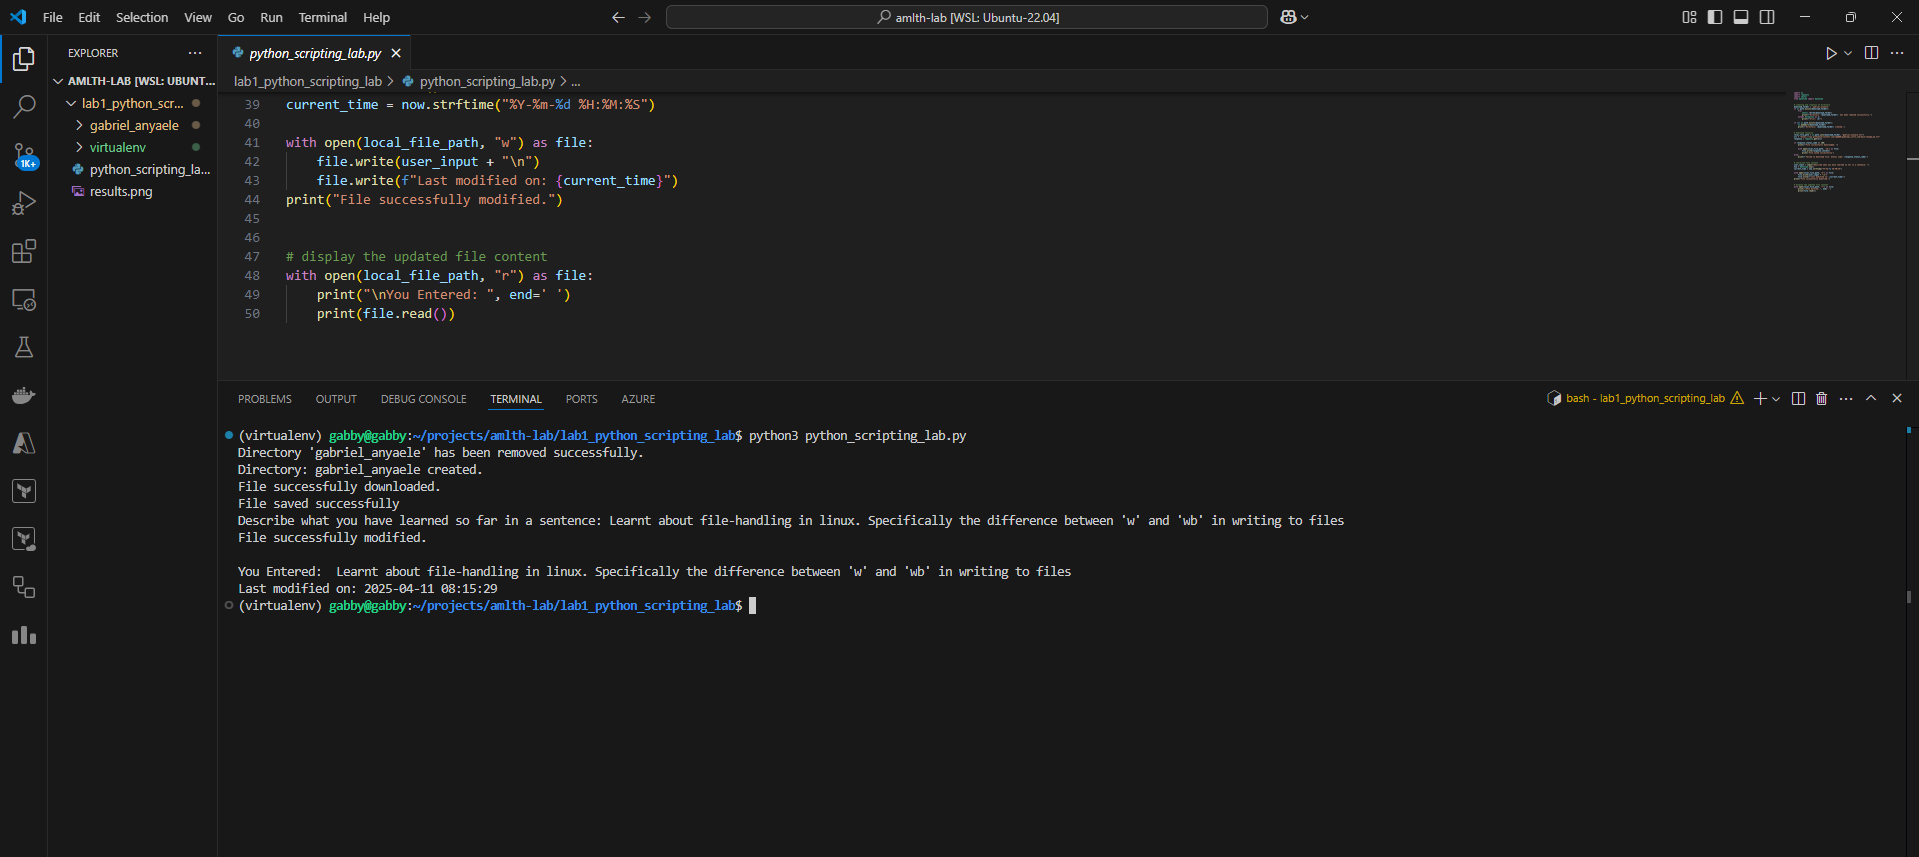 File Edit Selection View Go Run Terminal Help
amlth-lab [WSL: Ubuntu-22.04]
EXPLORER
AMLTH-LAB [WSL: UBUNT...
lab1_python_scr...
gabriel_anyaele
virtualenv
python_scripting_la...
results.png
1K+
python_scripting_lab.py
lab1_python_scripting_lab > python_scripting_lab.py > ...
39 current_time = now.strftime("%Y-%m-%d %H:%M:%S")
40
41 with open(local_file_path, "w") as file:
42     file.write(user_input + "\n")
43     file.write(f"Last modified on: {current_time}")
44 print("File successfully modified.")
45
46
47 # display the updated file content
48 with open(local_file_path, "r") as file:
49     print("\nYou Entered: ", end=' ')
50     print(file.read())
PROBLEMS OUTPUT DEBUG CONSOLE TERMINAL PORTS AZURE
bash - lab1_python_scripting_lab
(virtualenv) gabby@gabby:~/projects/amlth-lab/lab1_python_scripting_lab$ python3 python_scripting_lab.py
Directory 'gabriel_anyaele' has been removed successfully.
Directory: gabriel_anyaele created.
File successfully downloaded.
File saved successfully
Describe what you have learned so far in a sentence: Learnt about file-handling in linux. Specifically the difference between 'w' and 'wb' in writing to files
File successfully modified.
You Entered:  Learnt about file-handling in linux. Specifically the difference between 'w' and 'wb' in writing to files
Last modified on: 2025-04-11 08:15:29
(virtualenv) gabby@gabby:~/projects/amlth-lab/lab1_python_scripting_lab$